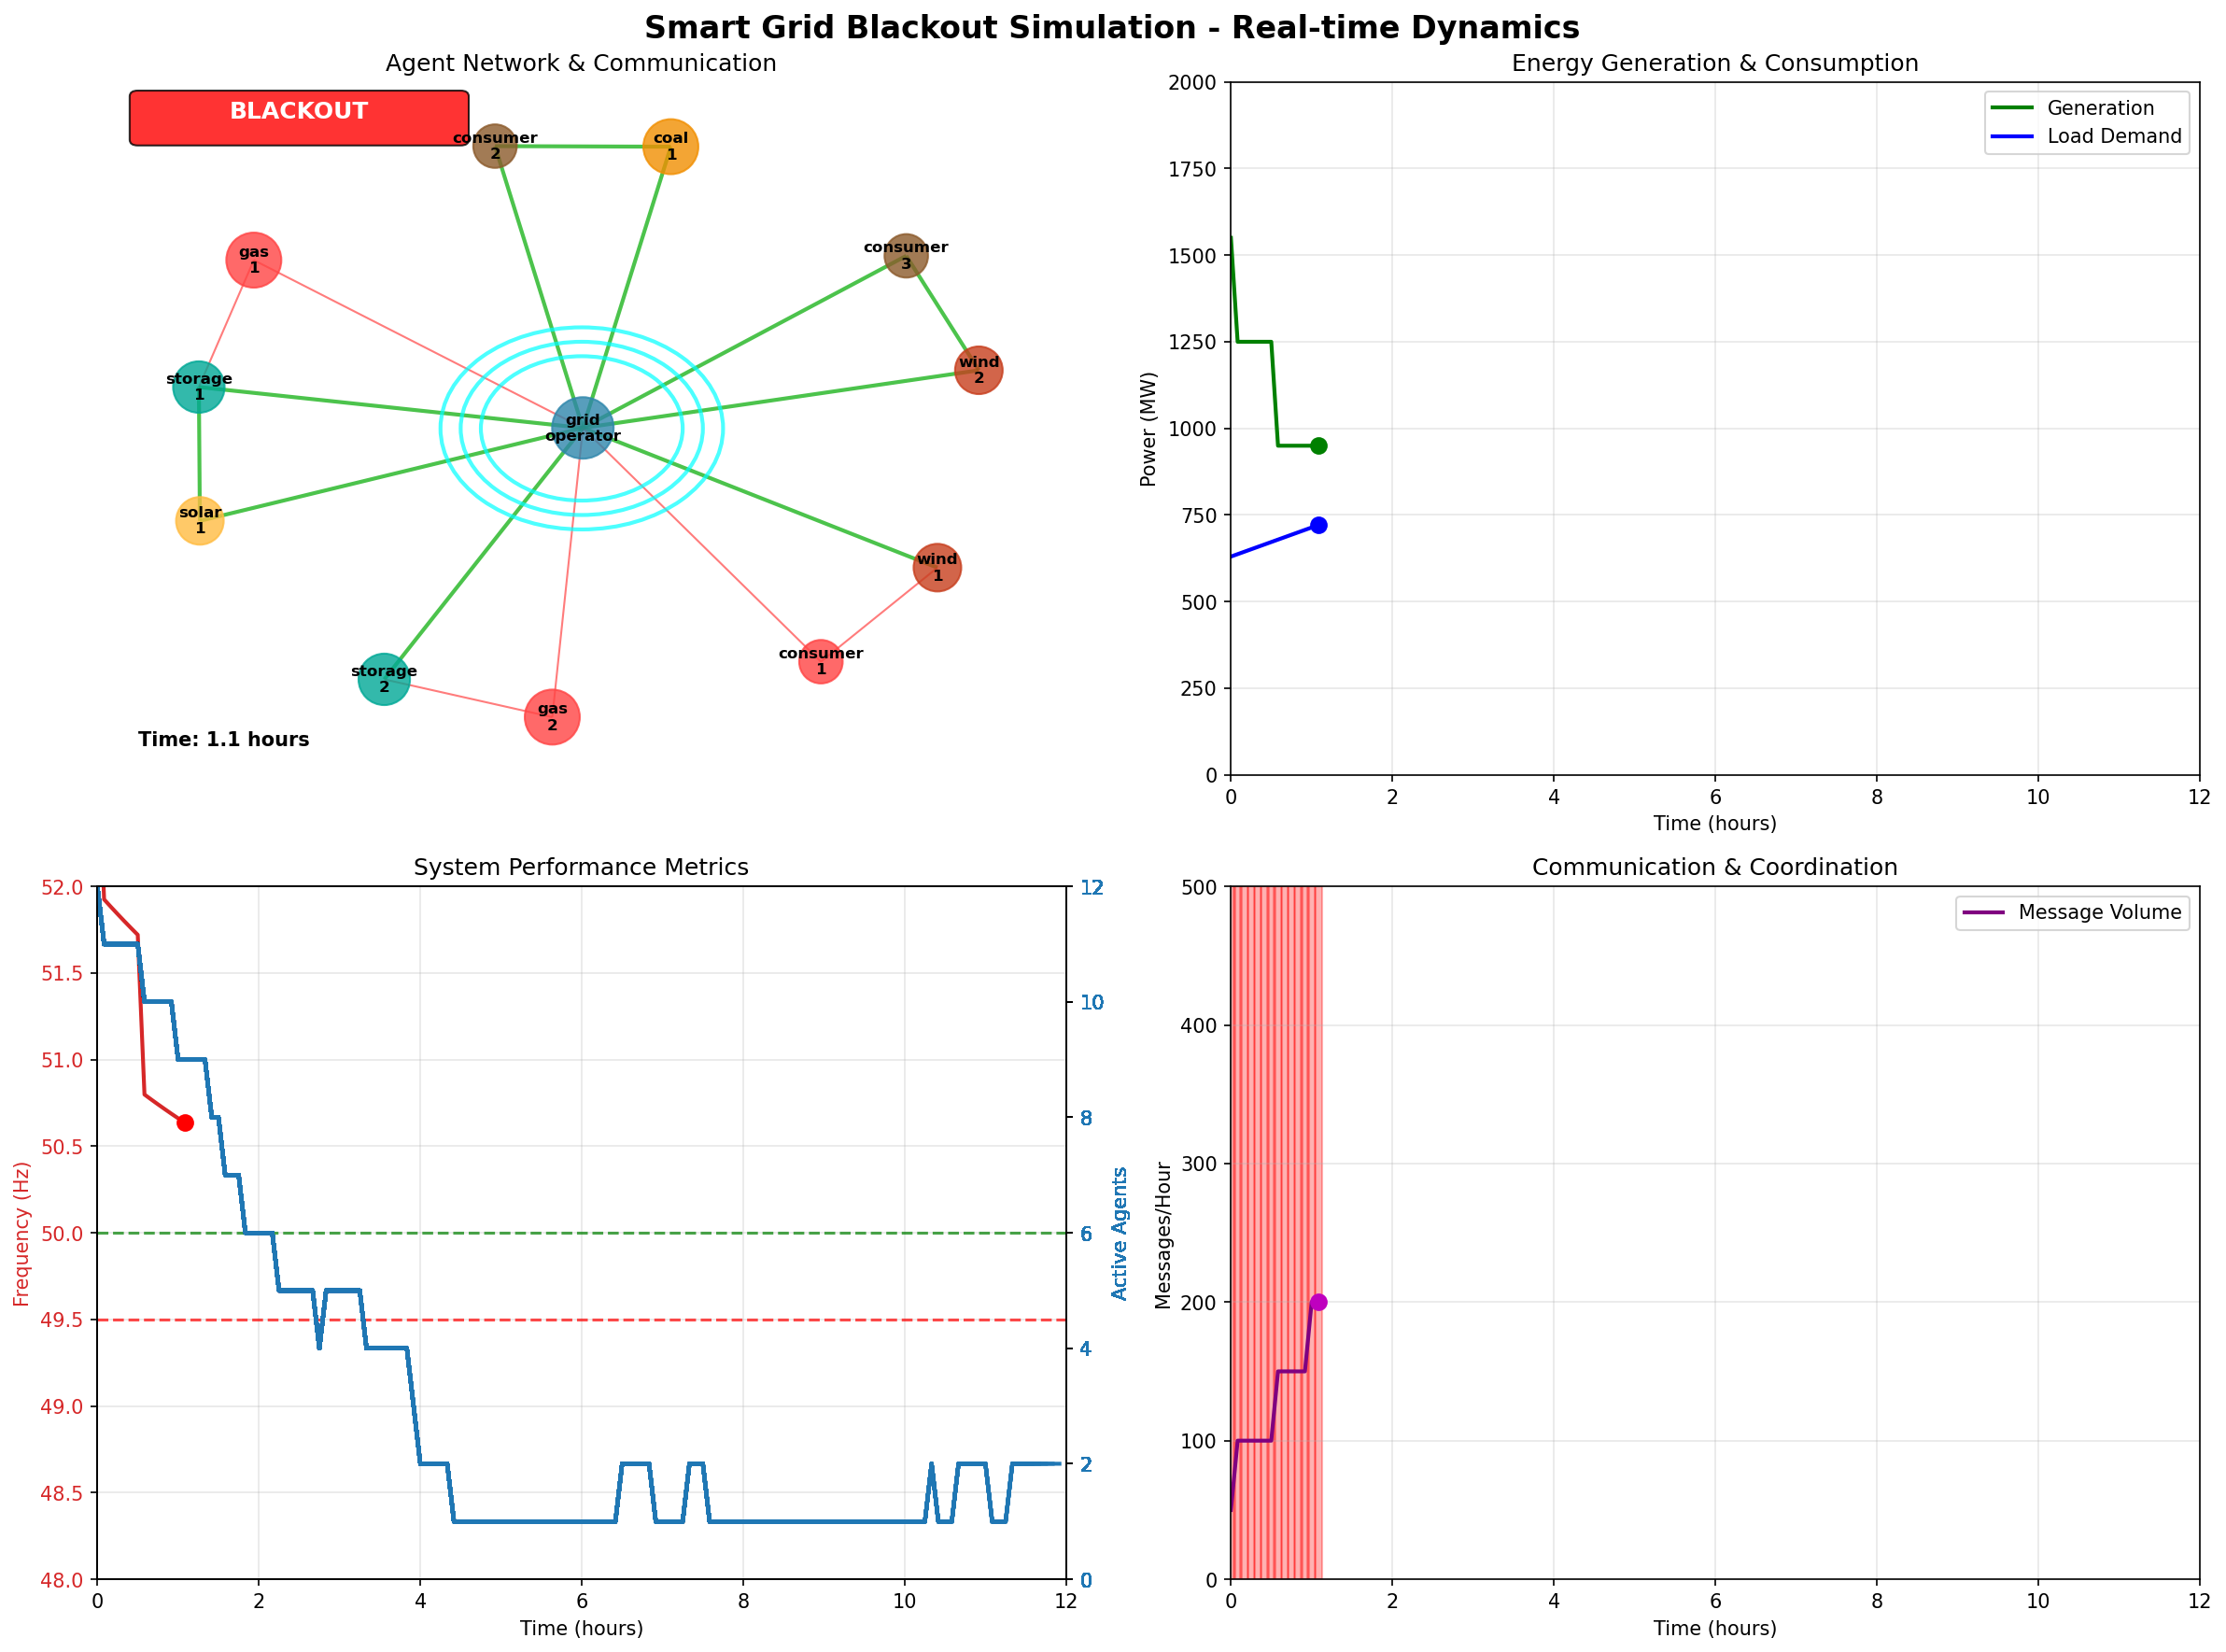 Smart Grid Blackout Simulation - Real-time Dynamics
Agent Network & Communication
BLACKOUT
consumer
2
coal
1
consumer
3
gas
1
wind
2
storage
1
grid
operator
solar
1
wind
1
consumer
1
storage
2
gas
2
Time: 1.1 hours
Energy Generation & Consumption
Generation
Load Demand
Power (MW)
2000
1750
1500
1250
1000
750
500
250
0
0 2 4 6 8 10 12
Time (hours)
System Performance Metrics
Frequency (Hz)
52.0
51.5
51.0
50.5
50.0
49.5
49.0
48.5
48.0
12
10
8
6
4
2
0
Active Agents
0 2 4 6 8 10 12
Time (hours)
Communication & Coordination
Message Volume
Messages/Hour
500
400
300
200
100
0
0 2 4 6 8 10 12
Time (hours)